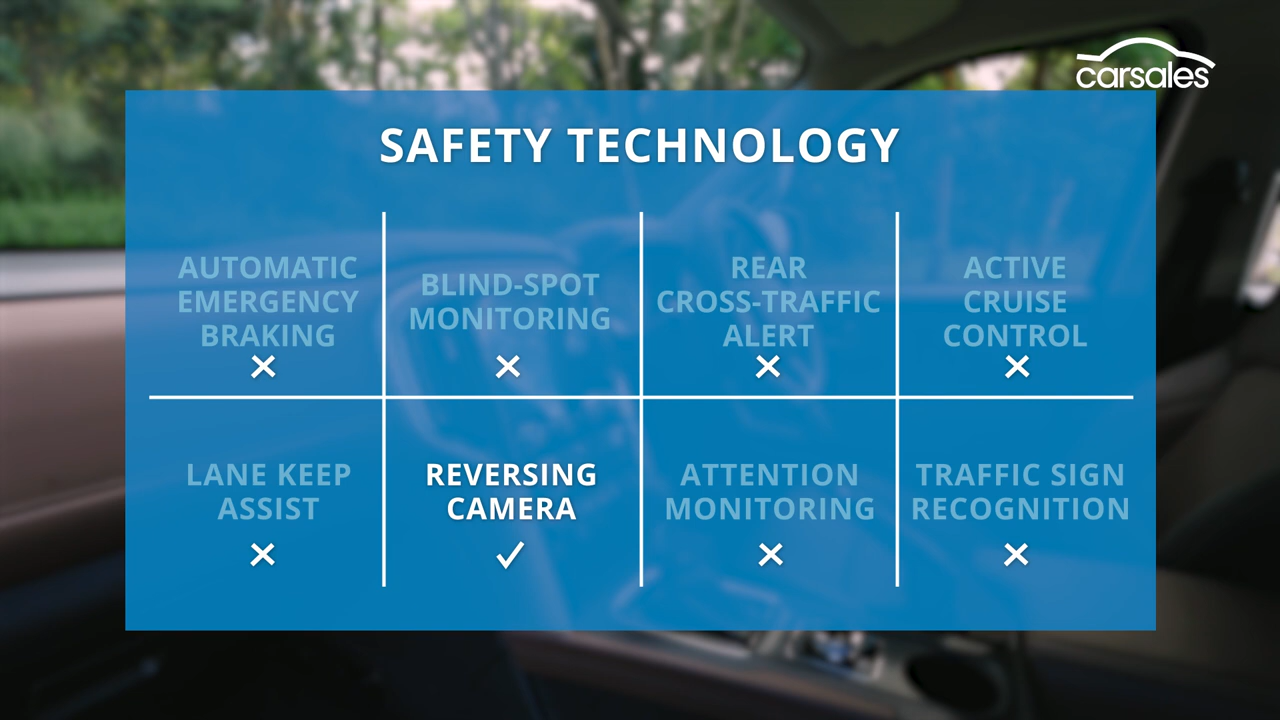 carsales
SAFETY TECHNOLOGY
AUTOMATIC
EMERGENCY
BRAKING
BLIND-SPOT
MONITORING
REAR
CROSS-TRAFFIC
ALERT
ACTIVE
CRUISE
CONTROL
LANE KEEP
ASSIST
REVERSING
CAMERA
ATTENTION
MONITORING
TRAFFIC SIGN
RECOGNITION